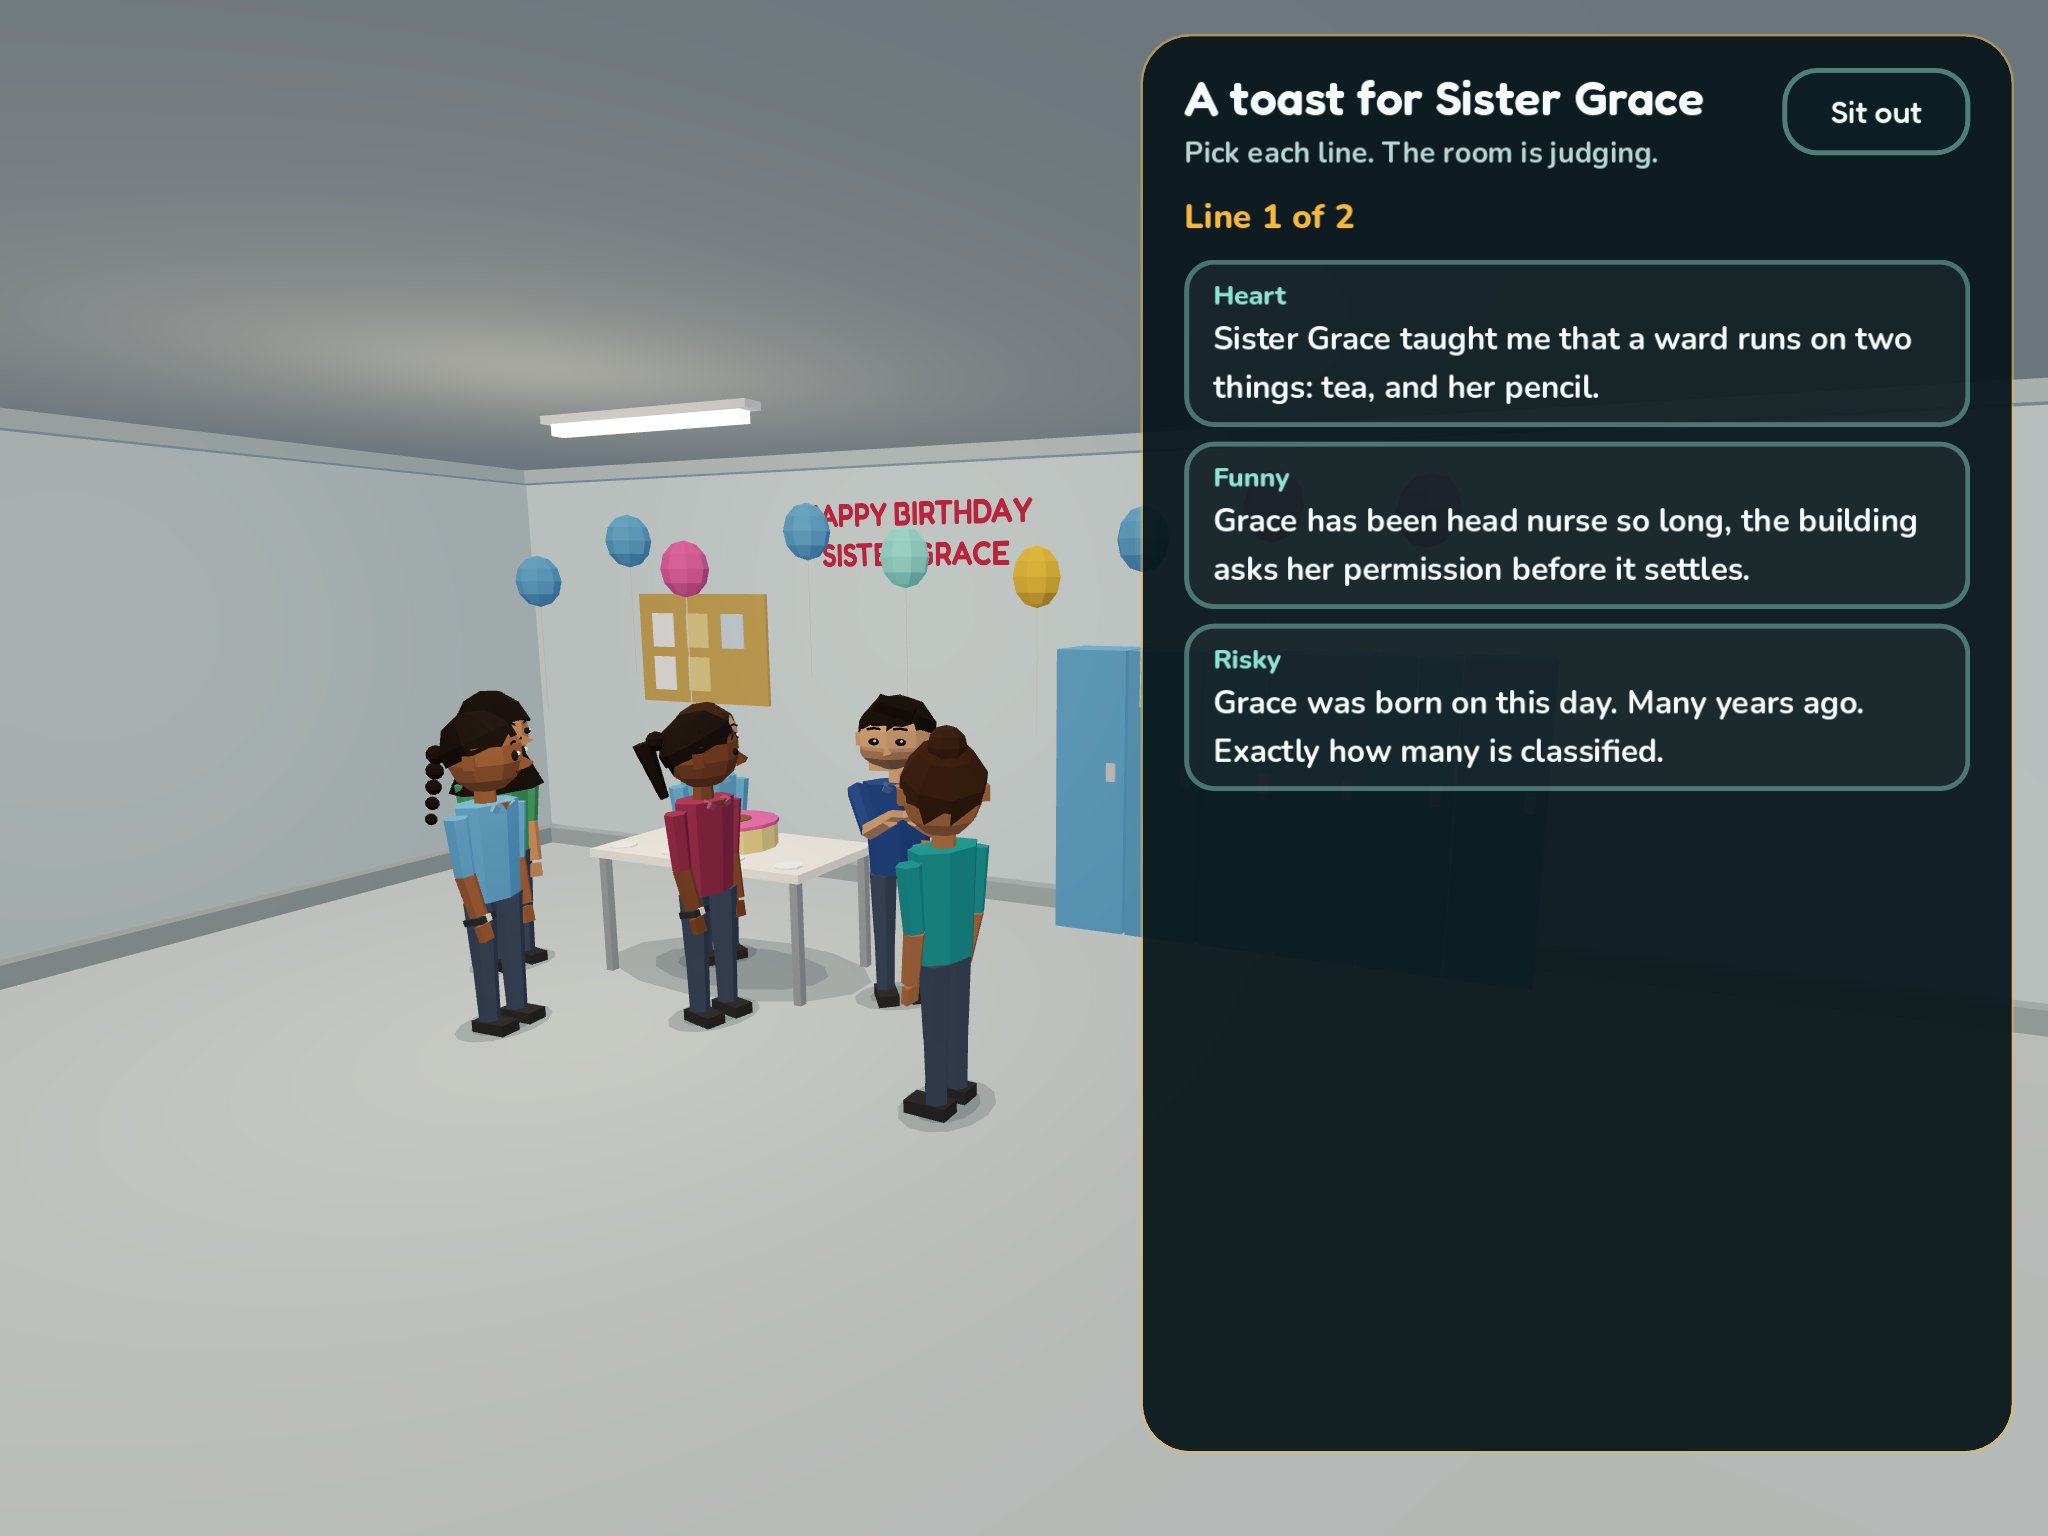 A toast for Sister Grace
Sit out
Pick each line. The room is judging.
Line 1 of 2
Heart
Sister Grace taught me that a ward runs on two
things: tea, and her pencil.
Funny
Grace has been head nurse so long, the building
asks her permission before it settles.
Risky
Grace was born on this day. Many years ago.
Exactly how many is classified.
BIRTHDAY